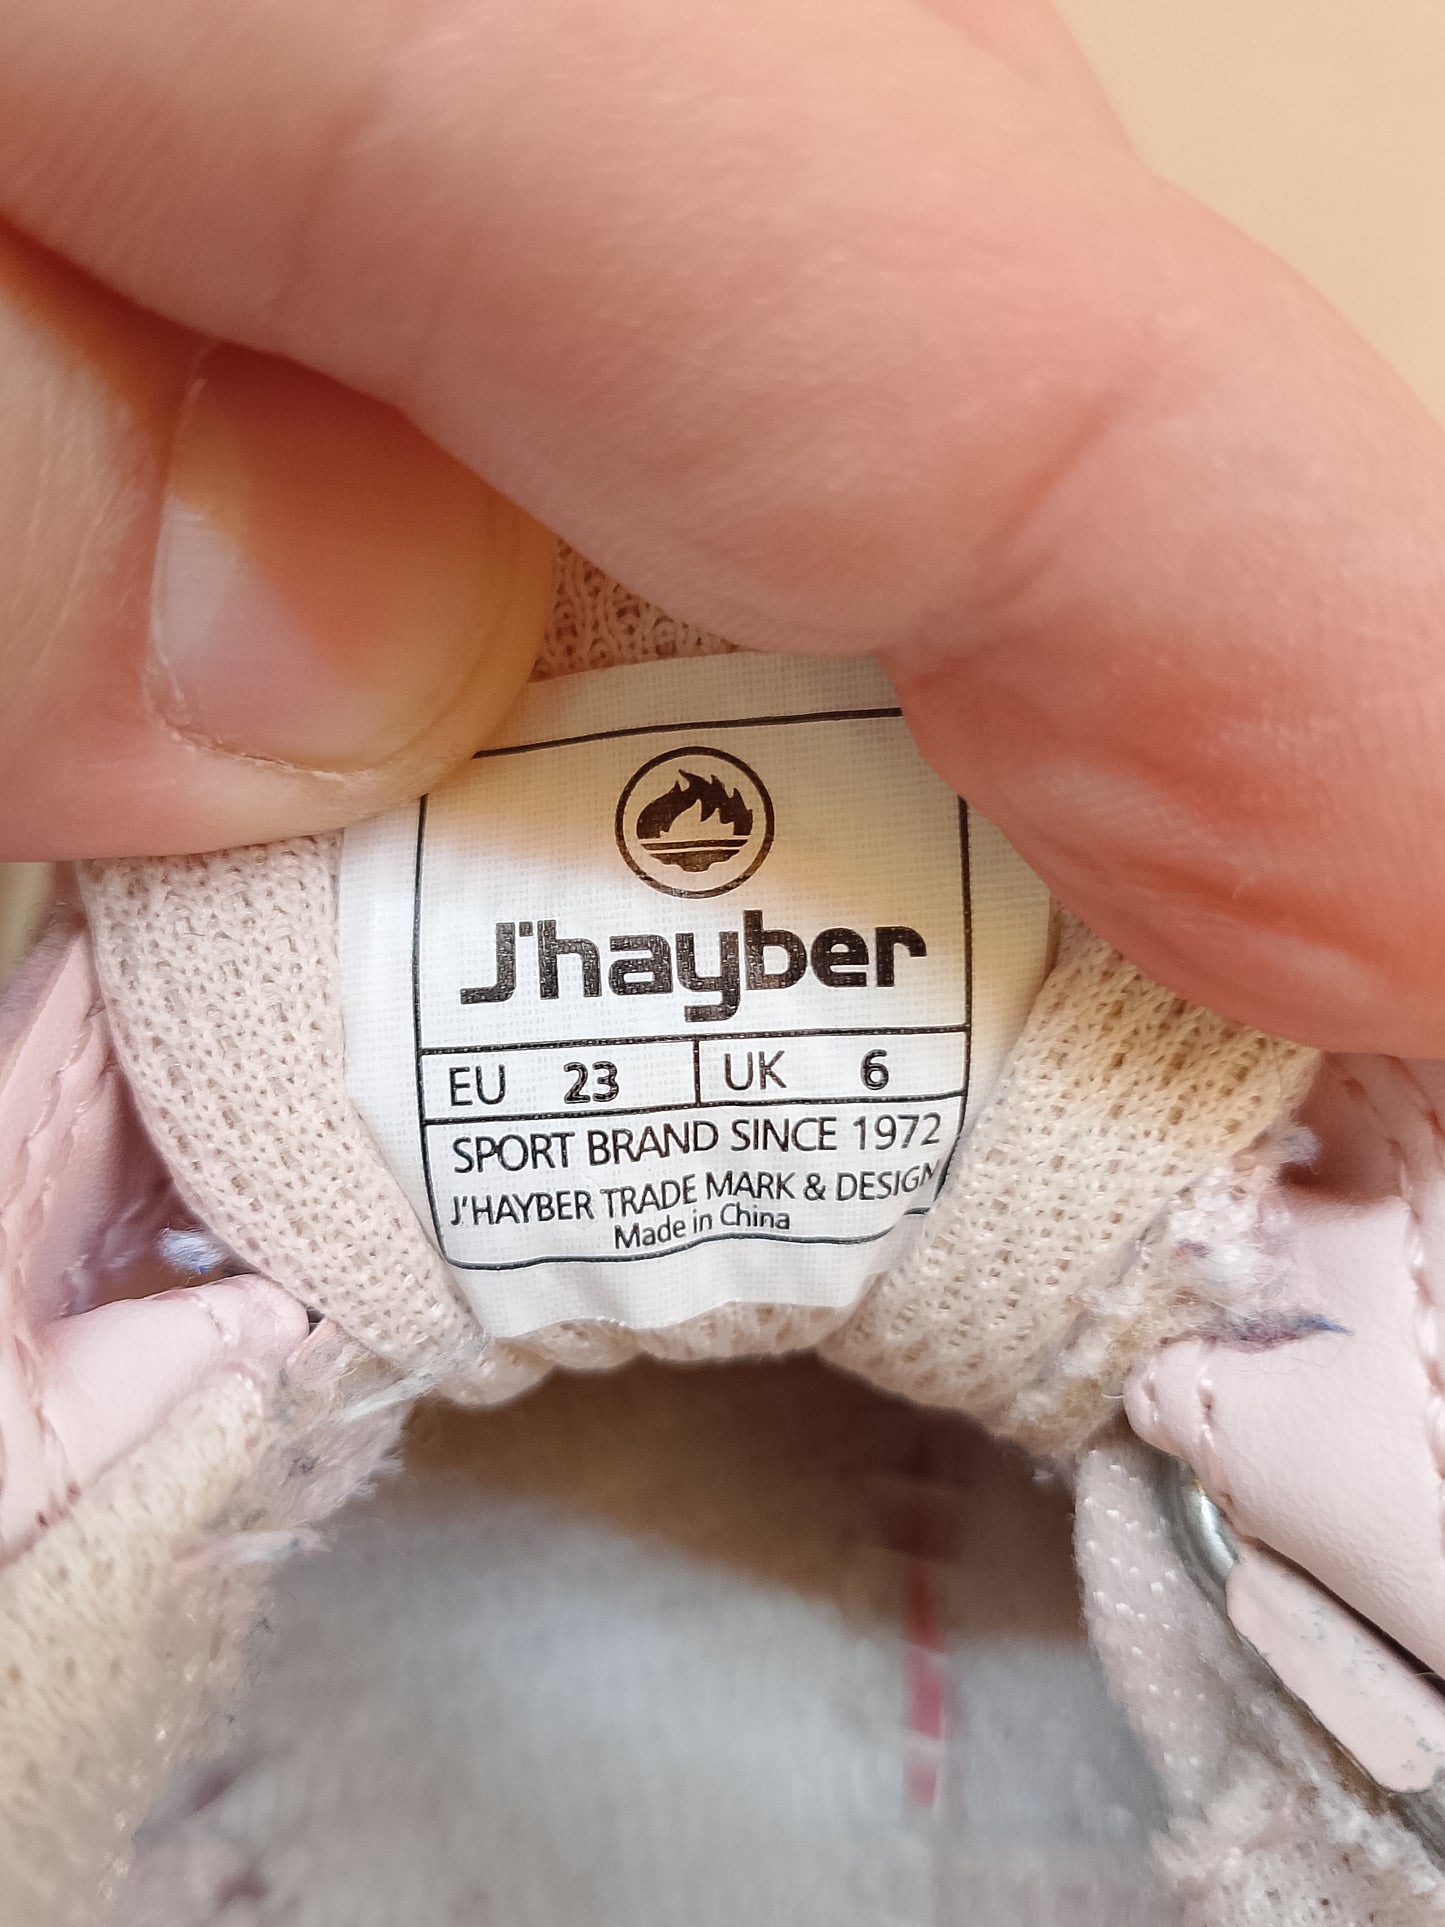 J'hayber
EU 23 UK 6
SPORT BRAND SINCE 1972
J'HAYBER TRADE MARK & DESIGN
Made in China